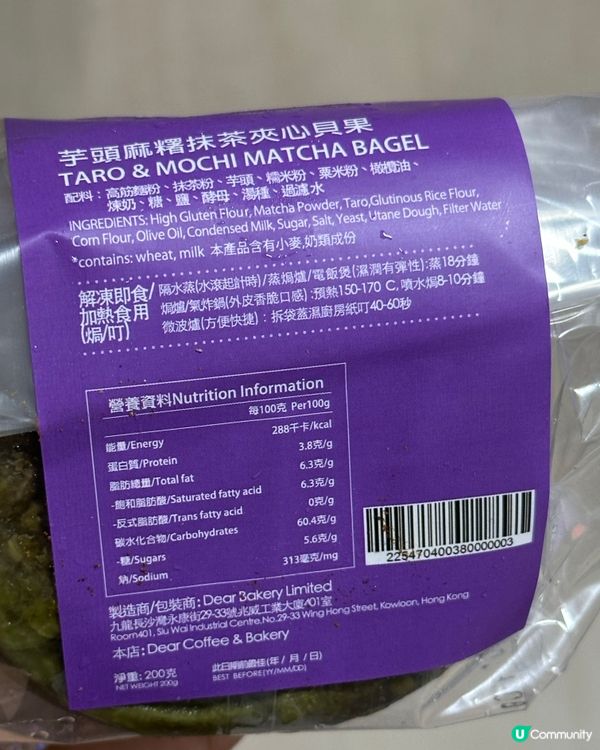 芋頭麻糬抹茶夾心貝果
TARO & MOCHI MATCHA BAGEL
配料：高筋麵粉、抹茶粉、芋頭、糯米粉、粟米粉、橄欖油、
煉奶、糖、鹽、酵母、湯種、過濾水
INGREDIENTS: High Gluten Flour, Matcha Powder, Taro,Glutinous Rice Flour,
Corn Flour, Olive Oil, Condensed Milk, Sugar, Salt, Yeast, Utane Dough, Filter Water
*contains: wheat, milk 本產品含有小麥,奶類成份
解凍即食/
加熱食用
(焗/叮)
隔水蒸(水滾起計時)/蒸焗爐/電飯煲(濕潤有彈性):蒸18分鐘
焗爐/氣炸鍋(外皮香脆口感):預熱150-170 C, 噴水焗8-10分鐘
微波爐(方便快捷)：拆袋蓋濕廚房紙叮40-60秒
營養資料Nutrition Information
每100克 Per100g
能量/Energy 288千卡/kcal
蛋白質/Protein 3.8克/g
脂肪總量/Total fat 6.3克/g
-飽和脂肪酸/Saturated fatty acid 6.3克/g
-反式脂肪酸/Trans fatty acid 0克/g
碳水化合物/Carbohydrates 60.4克/g
-糖/Sugars 5.6克/g
鈉/Sodium 313毫克/mg
225470400380000003
製造商/包裝商: Dear Bakery Limited
九龍長沙灣永康街29-33號兆威工業大廈401室
Room401, Siu Wai Industrial Centre,No.29-33 Wing Hong Street, Kowloon, Hong Kong
本店: Dear Coffee & Bakery
淨重: 200克
NET WEIGHT 200g
此日期前最佳(年/月/日)
BEST BEFORE(YY/MM/DD)
U Community